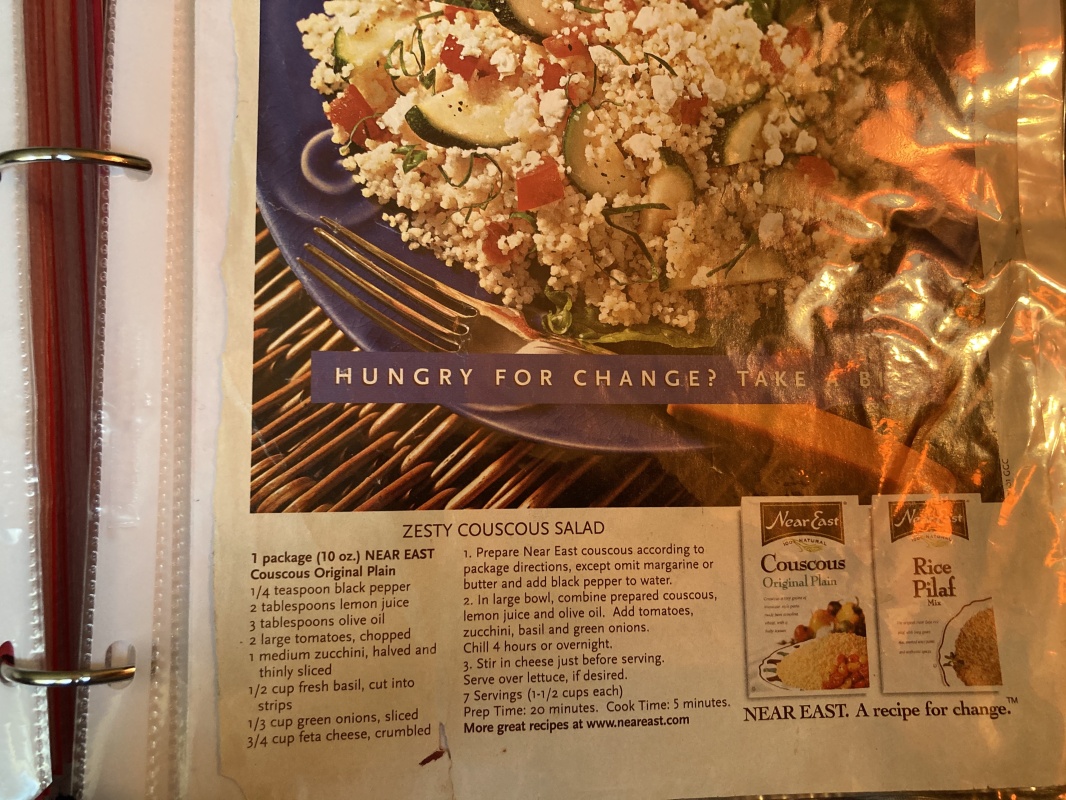 HUNGRY FOR CHANGE? TAKE A BI
ZESTY COUSCOUS SALAD
1 package (10 oz.) NEAR EAST
Couscous Original Plain
1/4 teaspoon black pepper
2 tablespoons lemon juice
3 tablespoons olive oil
2 large tomatoes, chopped
1 medium zucchini, halved and
thinly sliced
1/2 cup fresh basil, cut into
strips
1/3 cup green onions, sliced
3/4 cup feta cheese, crumbled
1. Prepare Near East couscous according to
package directions, except omit margarine or
butter and add black pepper to water.
2. In large bowl, combine prepared couscous,
lemon juice and olive oil. Add tomatoes,
zucchini, basil and green onions.
Chill 4 hours or overnight.
3. Stir in cheese just before serving.
Serve over lettuce, if desired.
7 Servings (1-1/2 cups each)
Prep Time: 20 minutes. Cook Time: 5 minutes.
More great recipes at www.neareast.com
Near East
100% NATURAL
Couscous
Original Plain
Near East
100% NATURAL
Rice
Pilaf
Mix
NEAR EAST. A recipe for change.™